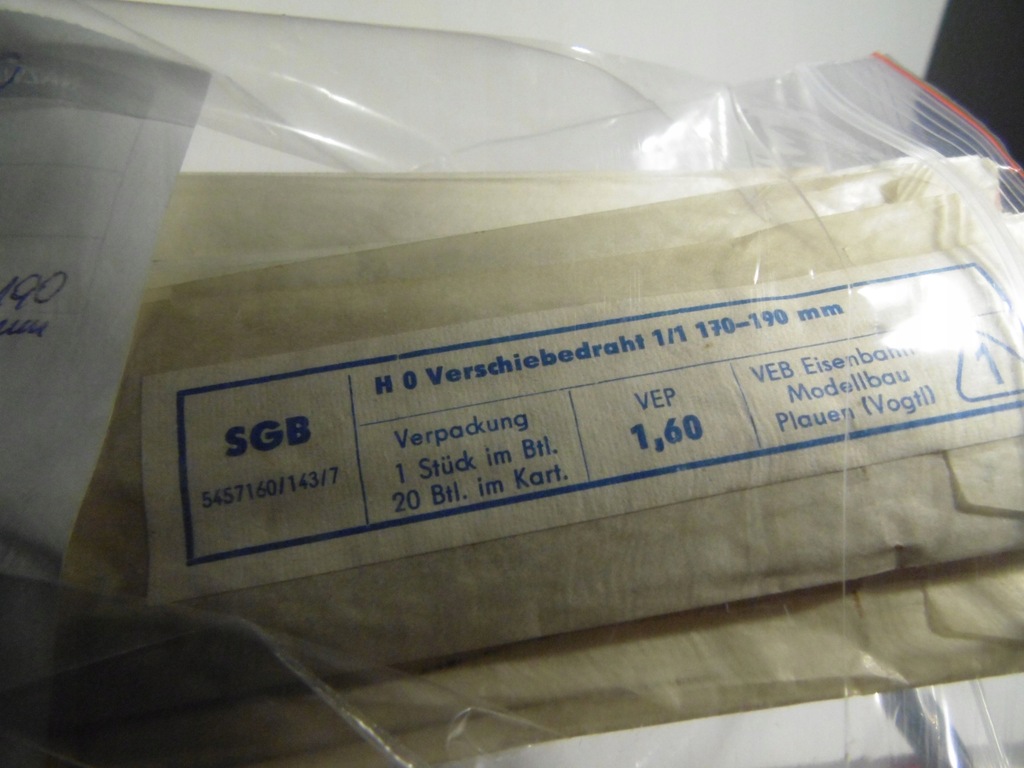 190
mm
H 0 Verschiebedraht 1/1 170–190 mm
SGB
5457160/143/7
Verpackung
1 Stück im Btl.
20 Btl. im Kart.
VEP
1,60
VEB Eisenbahn
Modellbau
Plauen (Vogtl)
1